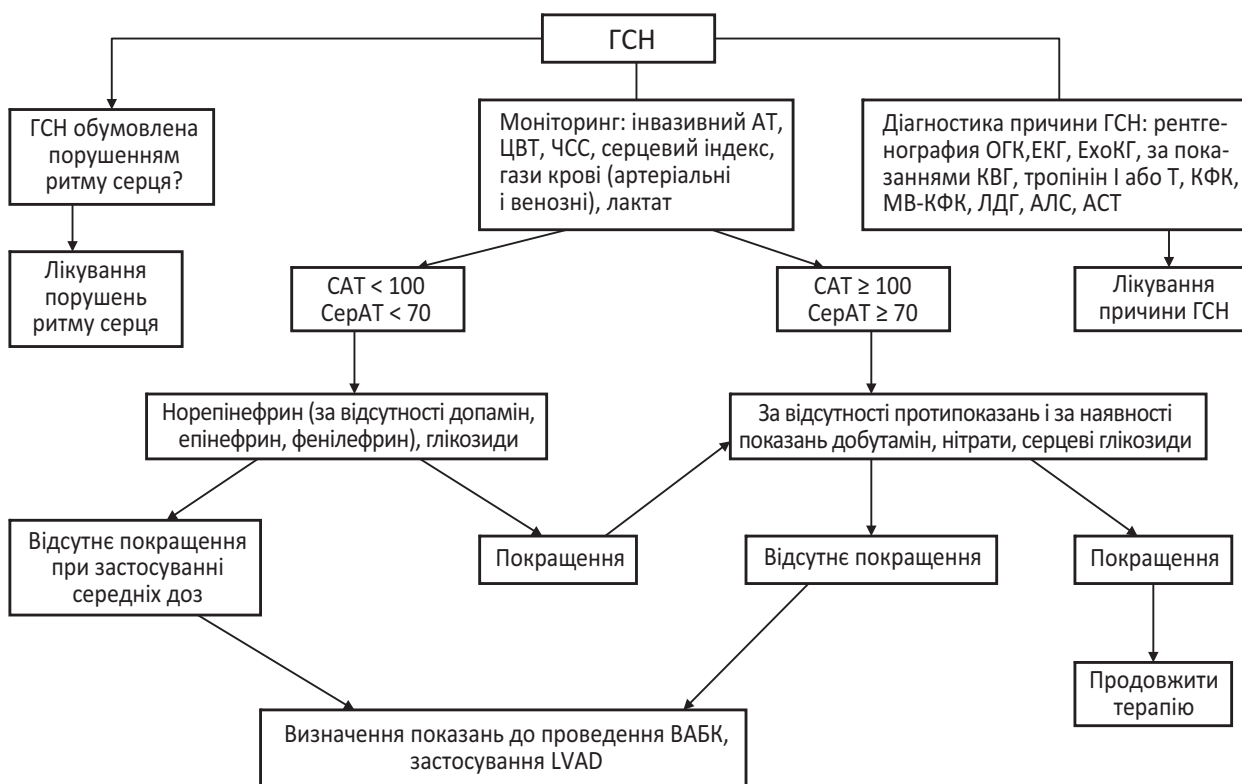 ГСН
ГСН обумовлена
порушенням
ритму серця?
Моніторинг: інвазивний АТ,
ЦВТ, ЧСС, серцевий індекс,
гази крові (артеріальні
і венозні), лактат
Діагностика причини ГСН: рентге-
нография ОГК,ЕКГ, ЕхоКГ, за пока-
заннями КВГ, тропінін І або Т, КФК,
МВ-КФК, ЛДГ, АЛС, АСТ
Лікування
порушень
ритму серця
САТ < 100
СерАТ < 70
САТ ≥ 100
СерАТ ≥ 70
Лікування
причини ГСН
Норепінефрин (за відсутності допамін,
епінефрин, фенілефрин), глікозиди
За відсутності протипоказань і за наявності
показань добутамін, нітрати, серцеві глікозиди
Відсутнє покращення
при застосуванні
середніх доз
Покращення
Відсутнє покращення
Покращення
Продовжити
терапію
Визначення показань до проведення ВАБК,
застосування LVAD